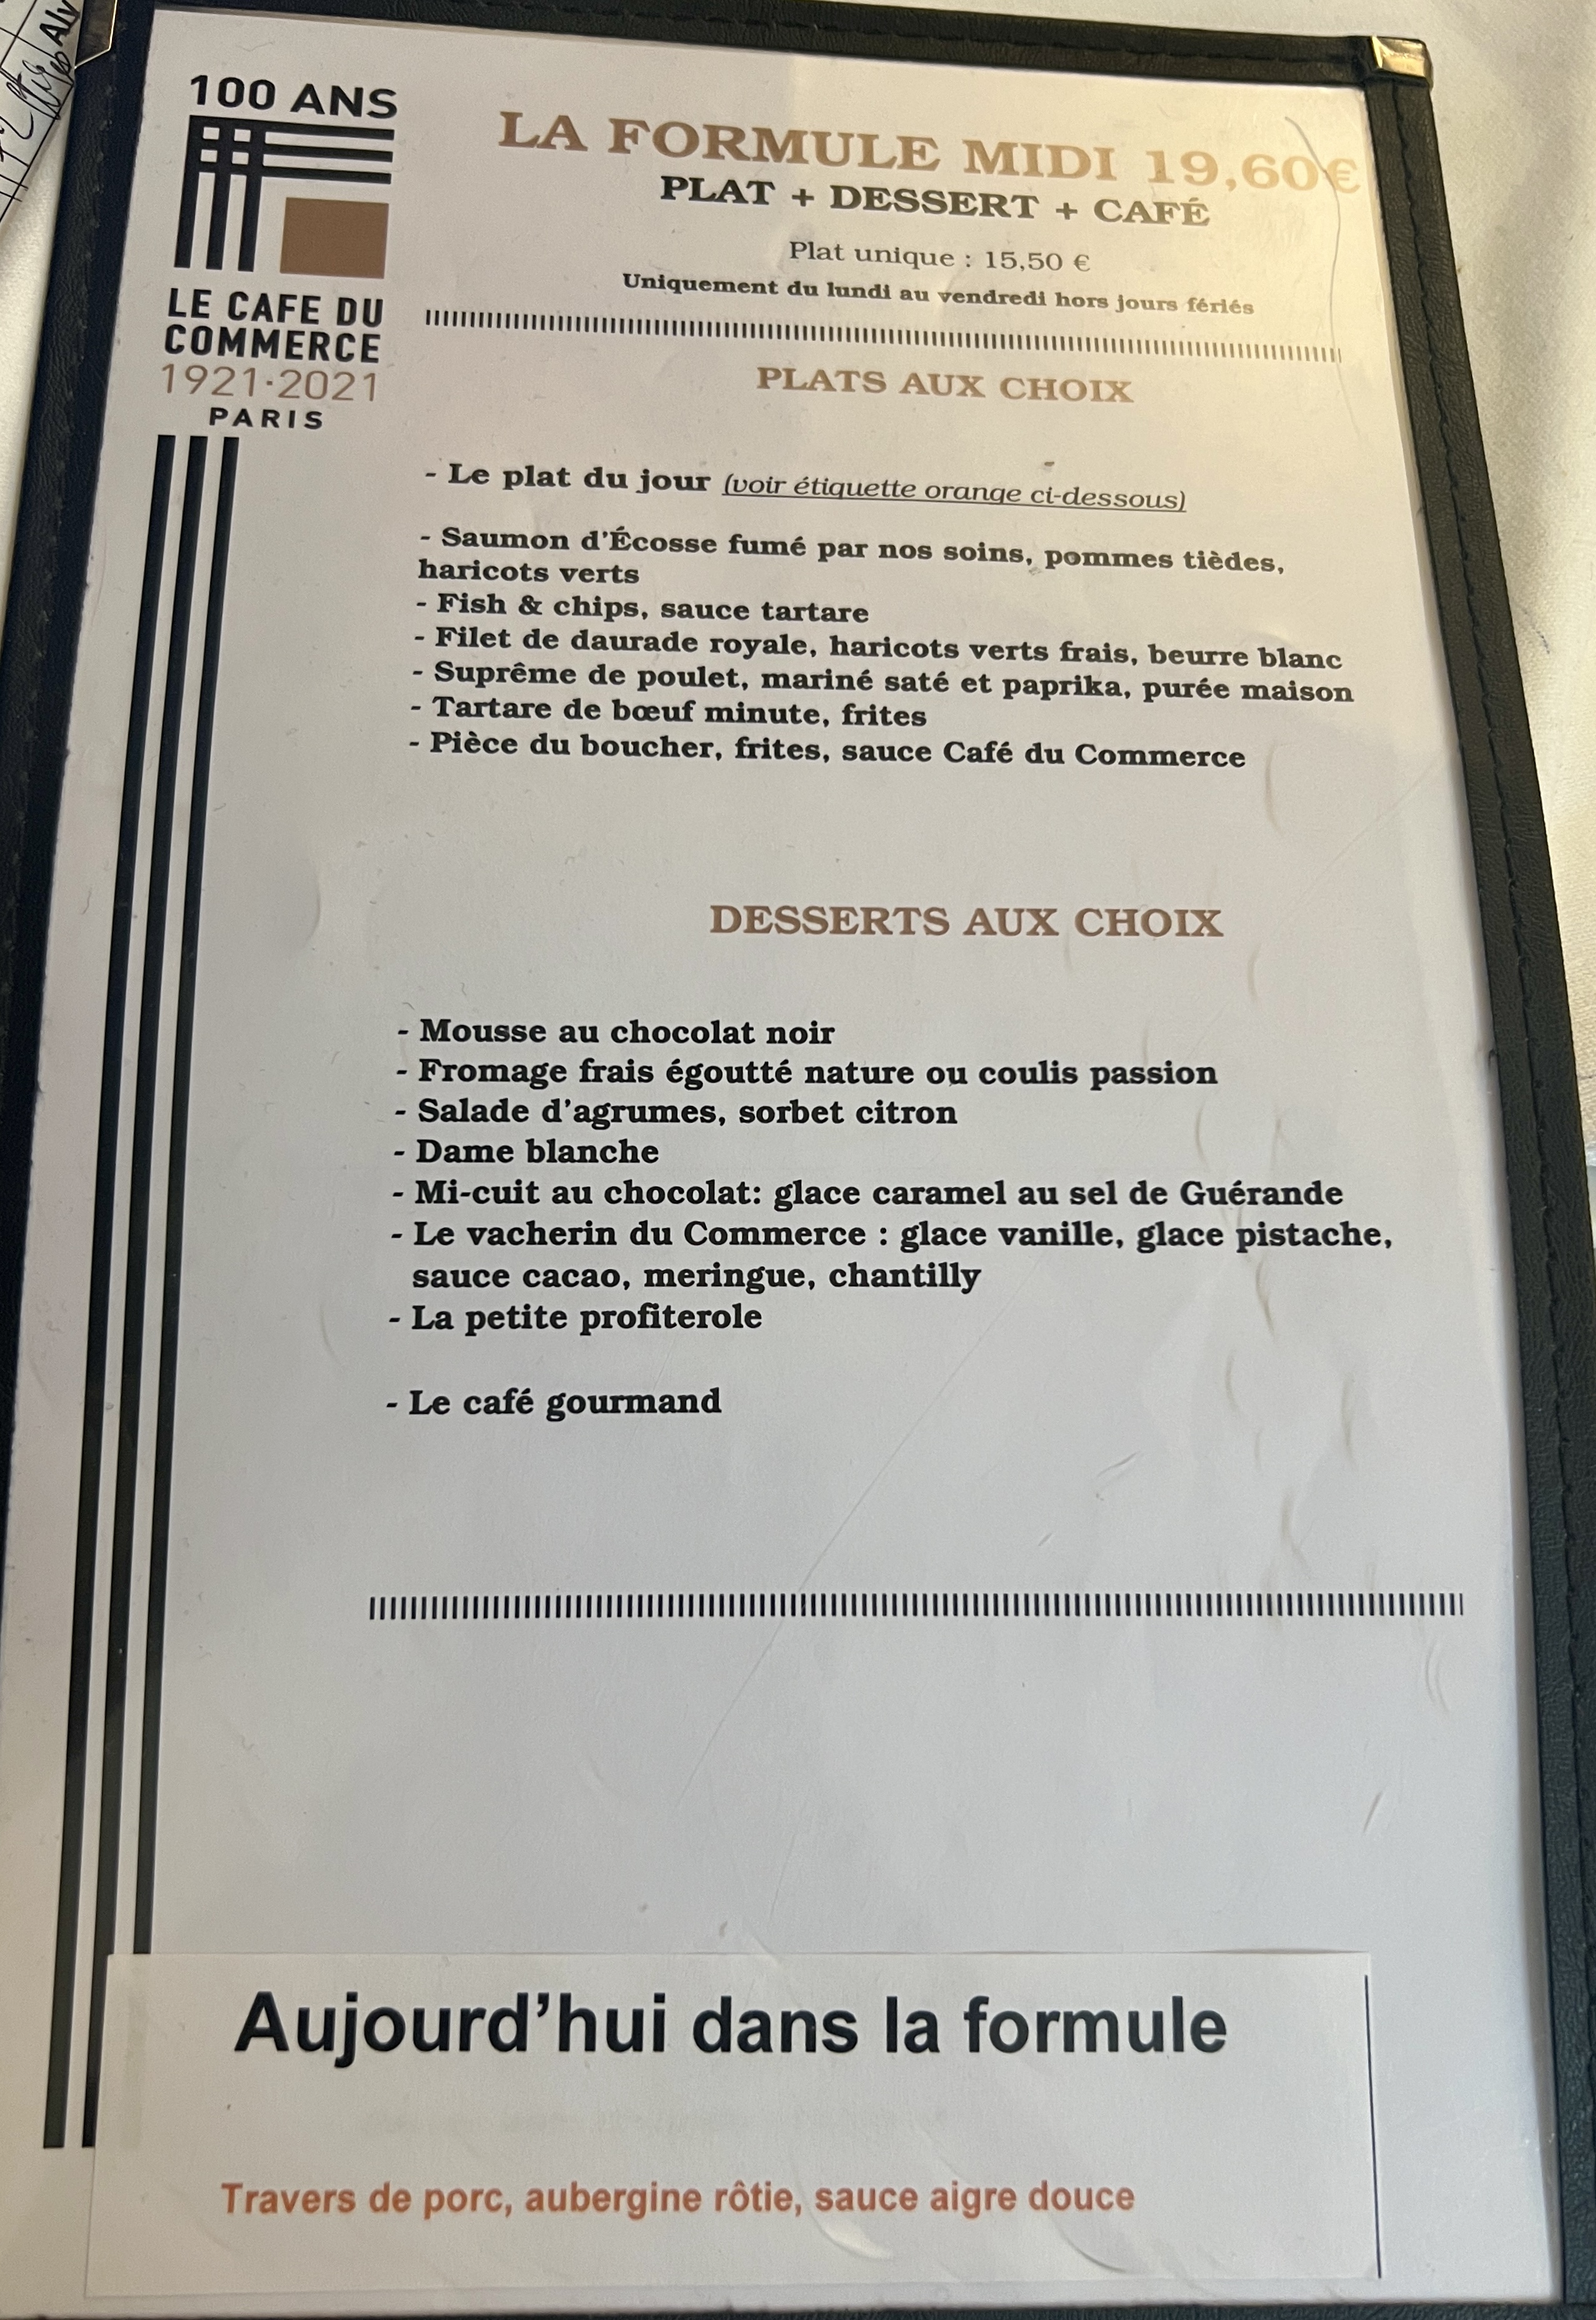 100 ANS
LE CAFE DU
COMMERCE
1921·2021
PARIS
LA FORMULE MIDI 19,60€
PLAT + DESSERT + CAFÉ
Plat unique : 15,50 €
Uniquement du lundi au vendredi hors jours fériés
PLATS AUX CHOIX
- Le plat du jour (voir étiquette orange ci-dessous)
- Saumon d'Écosse fumé par nos soins, pommes tièdes,
haricots verts
- Fish & chips, sauce tartare
- Filet de daurade royale, haricots verts frais, beurre blanc
- Suprême de poulet, mariné saté et paprika, purée maison
- Tartare de bœuf minute, frites
- Pièce du boucher, frites, sauce Café du Commerce
DESSERTS AUX CHOIX
- Mousse au chocolat noir
- Fromage frais égoutté nature ou coulis passion
- Salade d'agrumes, sorbet citron
- Dame blanche
- Mi-cuit au chocolat: glace caramel au sel de Guérande
- Le vacherin du Commerce : glace vanille, glace pistache,
sauce cacao, meringue, chantilly
- La petite profiterole
- Le café gourmand
Aujourd'hui dans la formule
Travers de porc, aubergine rôtie, sauce aigre douce